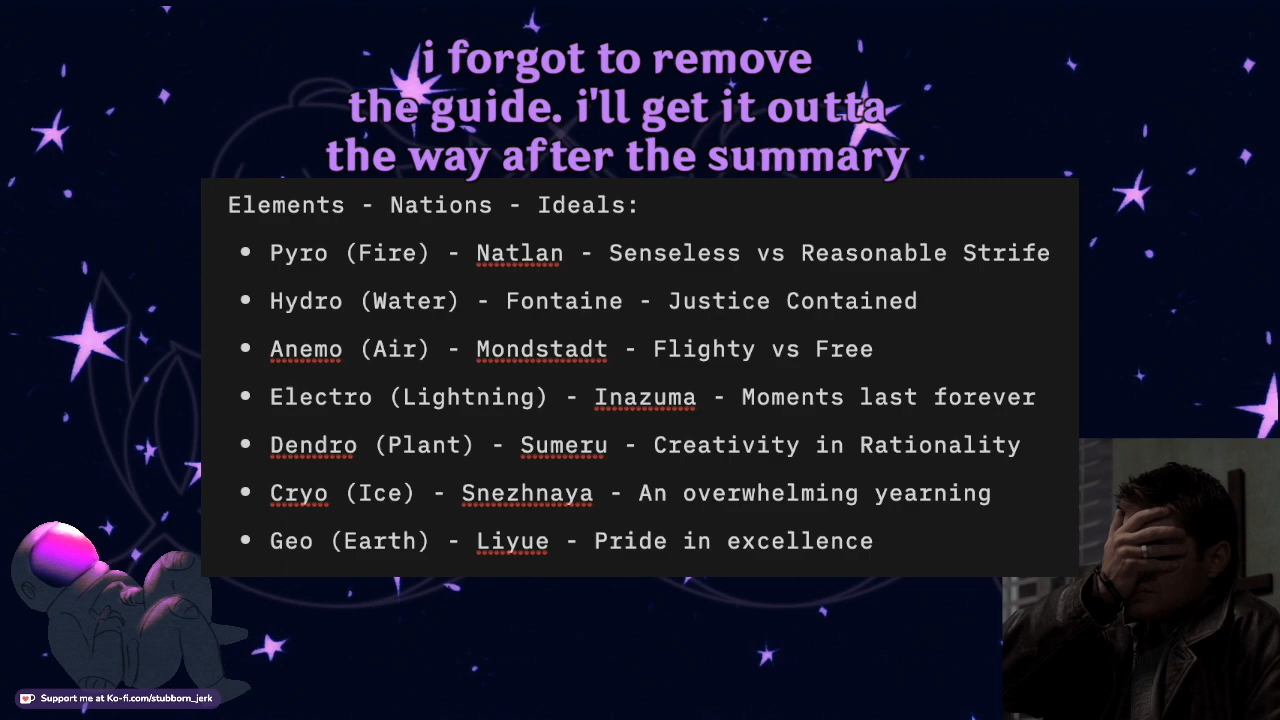 i forgot to remove
the guide. i'll get it outta
the way after the summary
Elements - Nations - Ideals:
• Pyro (Fire) - Natlan - Senseless vs Reasonable Strife
• Hydro (Water) - Fontaine - Justice Contained
• Anemo (Air) - Mondstadt - Flighty vs Free
• Electro (Lightning) - Inazuma - Moments last forever
• Dendro (Plant) - Sumeru - Creativity in Rationality
• Cryo (Ice) - Snezhnaya - An overwhelming yearning
• Geo (Earth) - Liyue - Pride in excellence
Support me at Ko-fi.com/stubborn_jerk